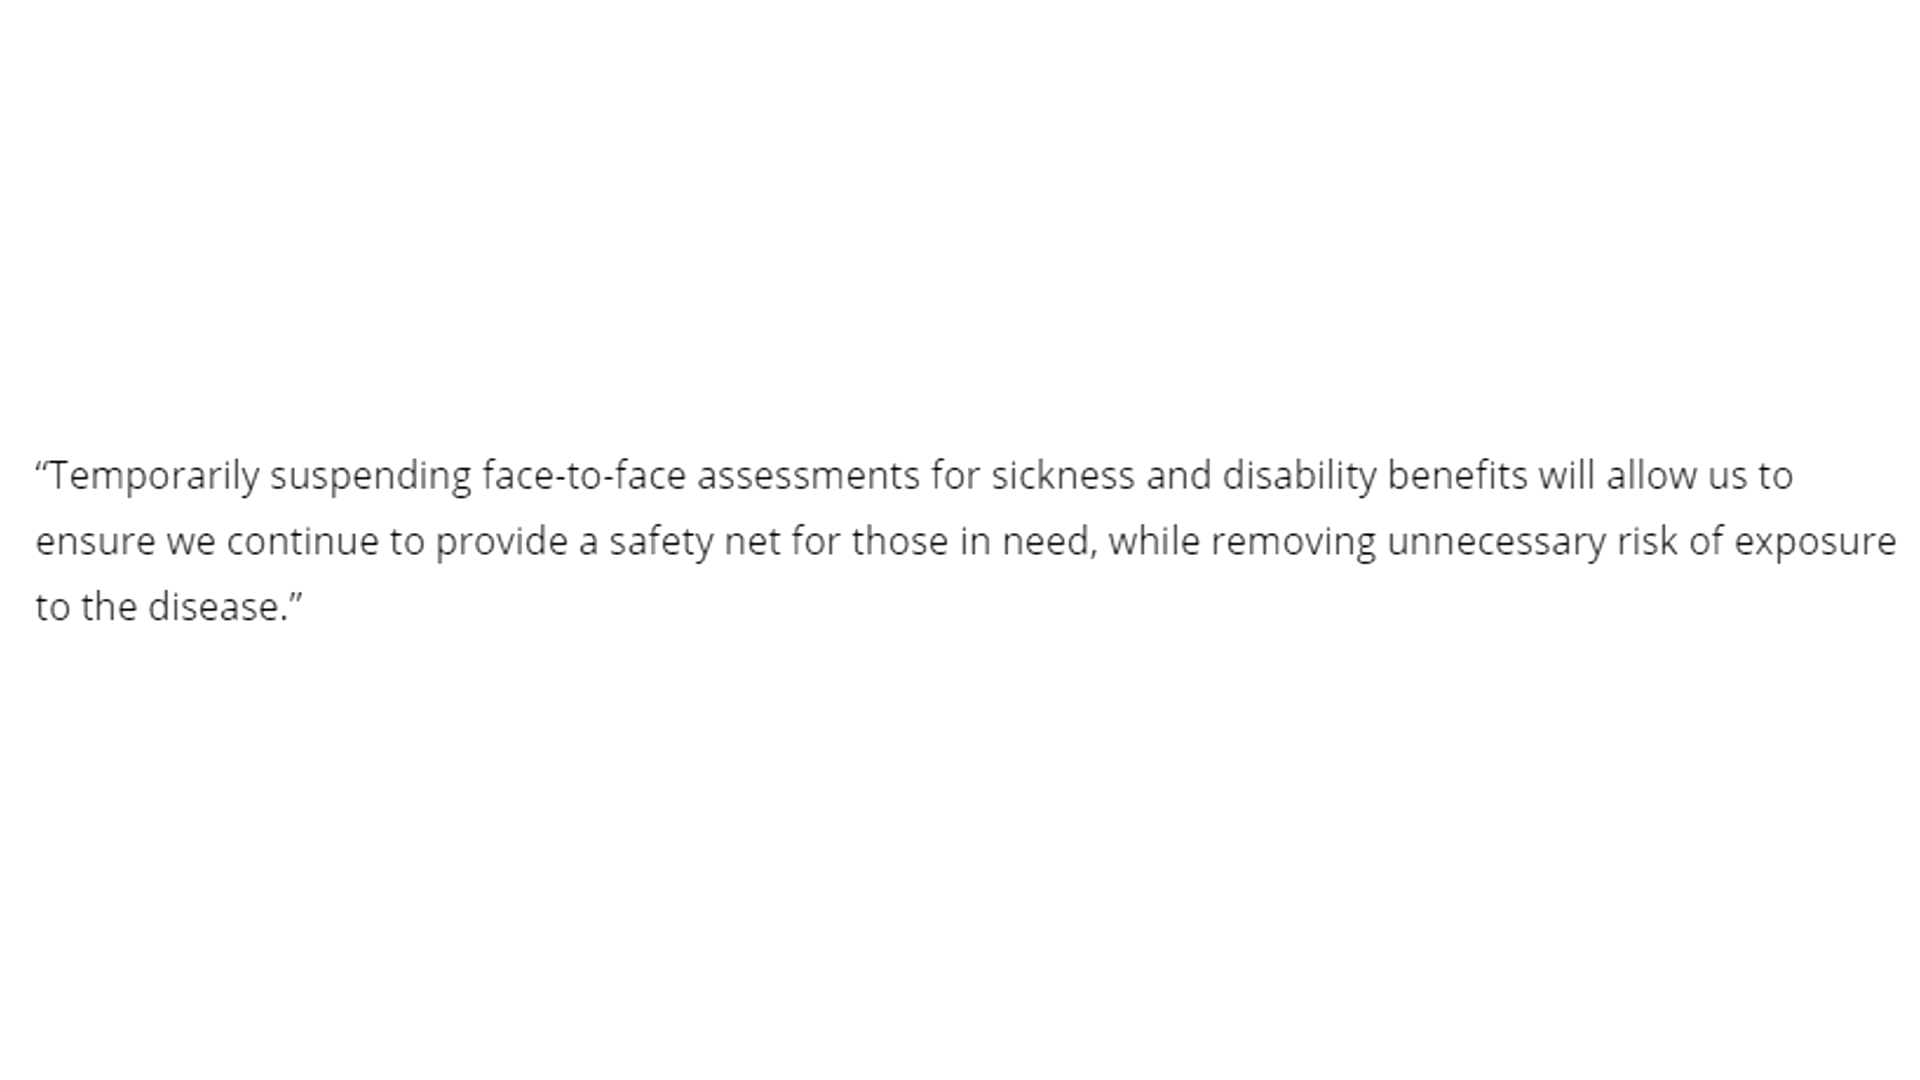 “Temporarily suspending face-to-face assessments for sickness and disability benefits will allow us to
ensure we continue to provide a safety net for those in need, while removing unnecessary risk of exposure
to the disease.”